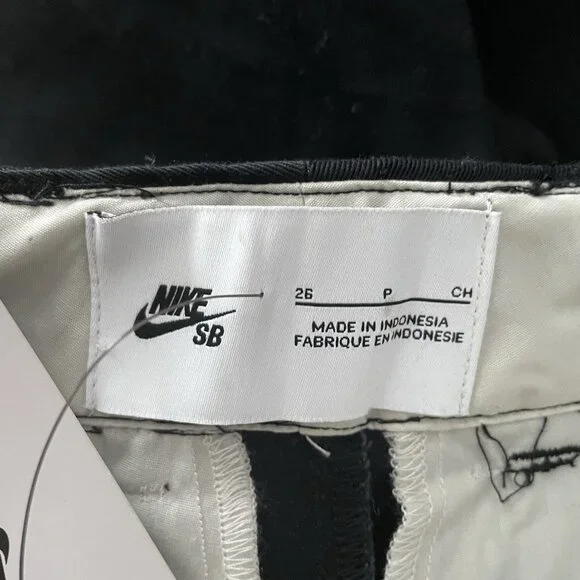 NIKE
SB
26 P CH
MADE IN INDONESIA
FABRIQUE EN INDONESIE